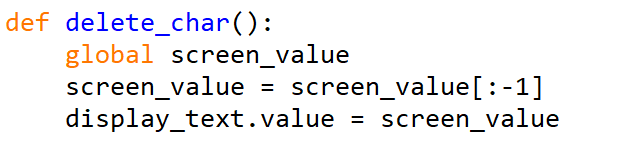 def delete_char():
    global screen_value
    screen_value = screen_value[:-1]
    display_text.value = screen_value